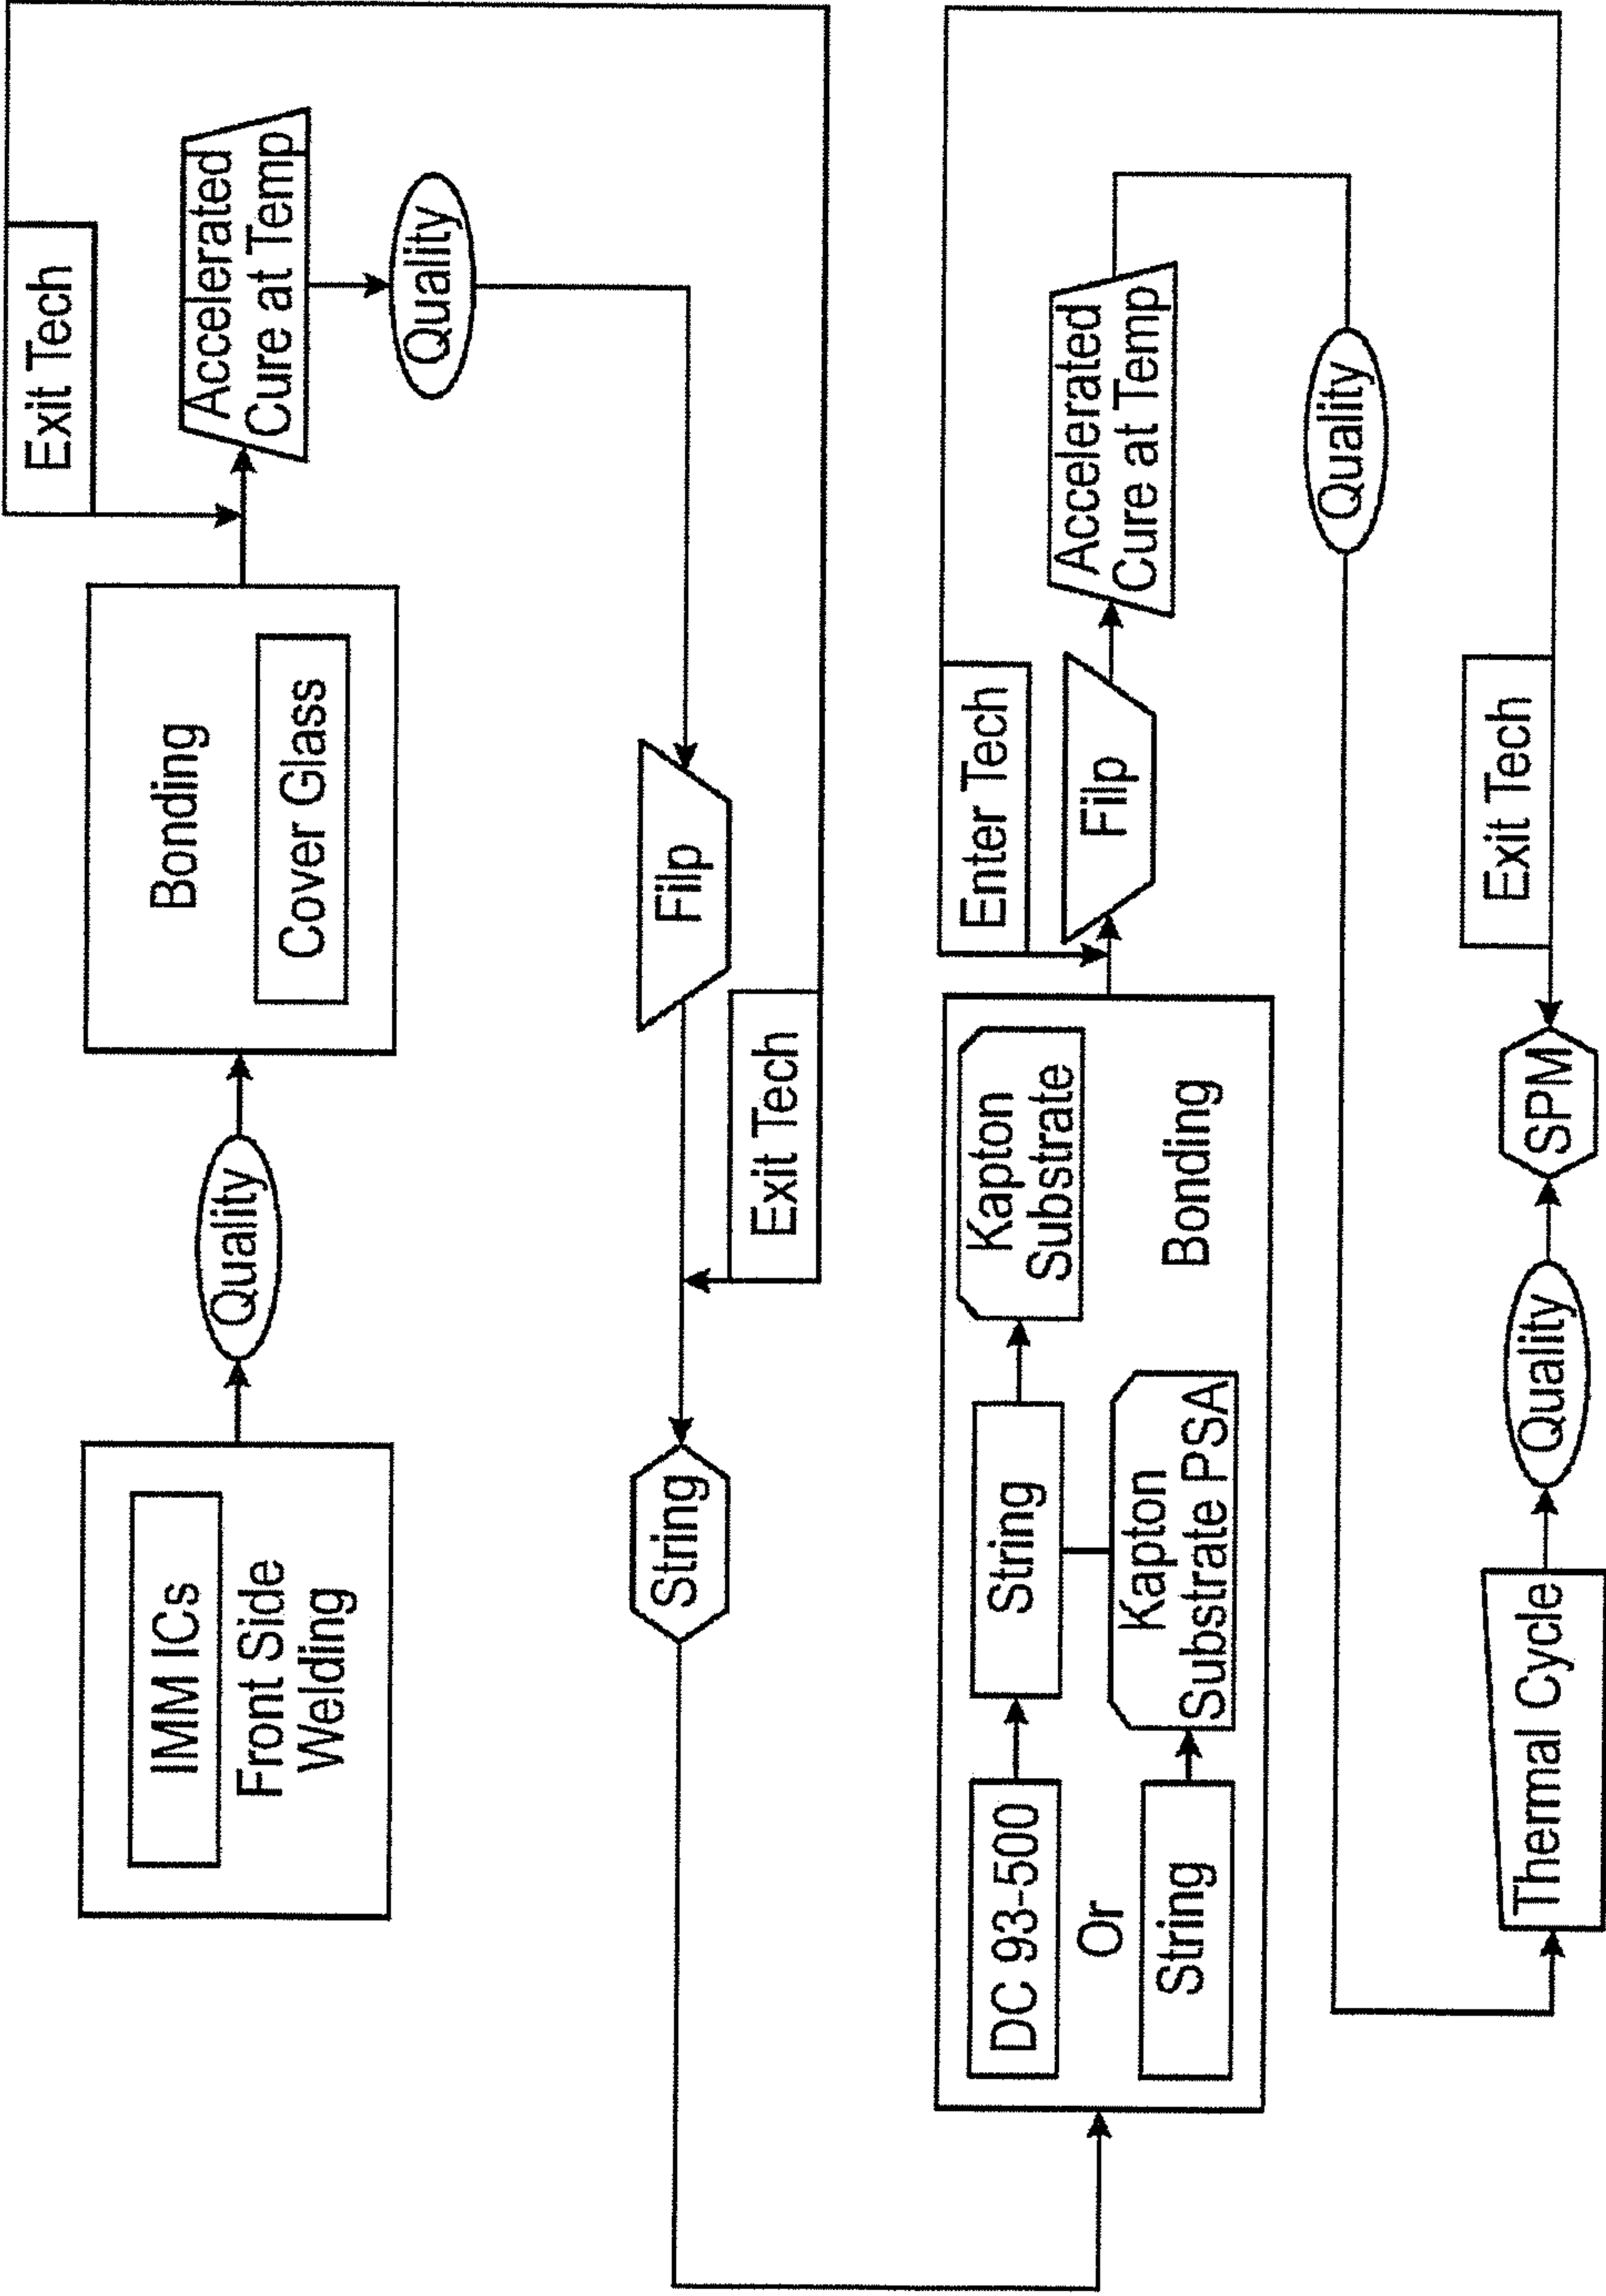 IMM ICs
Front Side
Welding
Quality
Bonding
Cover Glass
Exit Tech
Accelerated
Cure at Temp
Quality
Filp
Exit Tech
String
DC 93-500
Or
String
String
Kapton
Substrate PSA
Kapton
Substrate
Bonding
Enter Tech
Filp
Accelerated
Cure at Temp
Quality
Thermal Cycle
Quality
SPM
Exit Tech